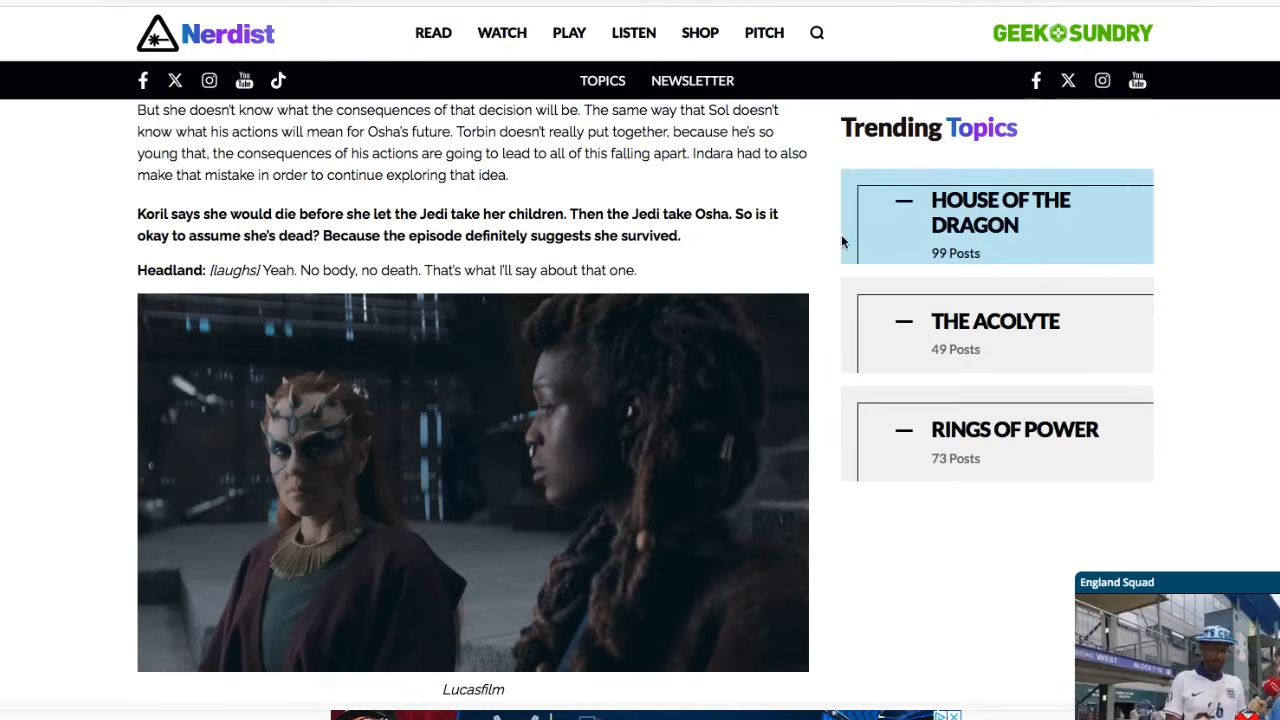 Nerdist
READ WATCH PLAY LISTEN SHOP PITCH
GEEK SUNDRY
You Tube
TOPICS NEWSLETTER
You Tube
But she doesn't know what the consequences of that decision will be. The same way that Sol doesn't
know what his actions will mean for Osha's future. Torbin doesn't really put together, because he's so
young that, the consequences of his actions are going to lead to all of this falling apart. Indara had to also
make that mistake in order to continue exploring that idea.
Koril says she would die before she let the Jedi take her children. Then the Jedi take Osha. So is it
okay to assume she's dead? Because the episode definitely suggests she survived.
Headland: [laughs] Yeah. No body, no death. That's what I'll say about that one.
Lucasfilm
Trending Topics
HOUSE OF THE
DRAGON
99 Posts
THE ACOLYTE
49 Posts
RINGS OF POWER
73 Posts
England Squad
WEST